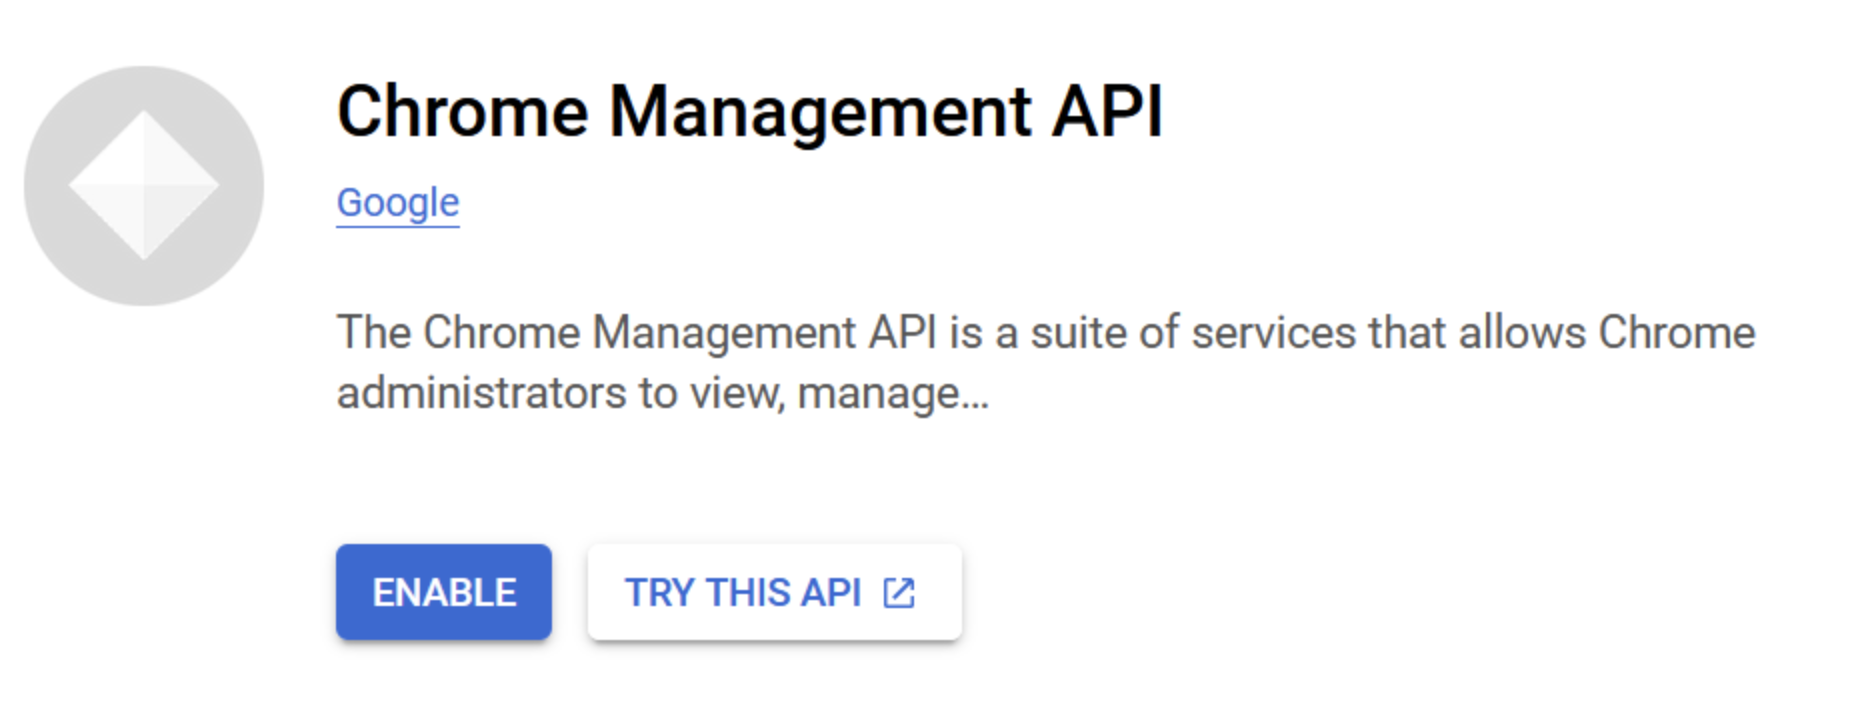 Chrome Management API
Google
The Chrome Management API is a suite of services that allows Chrome
administrators to view, manage...
ENABLE
TRY THIS API